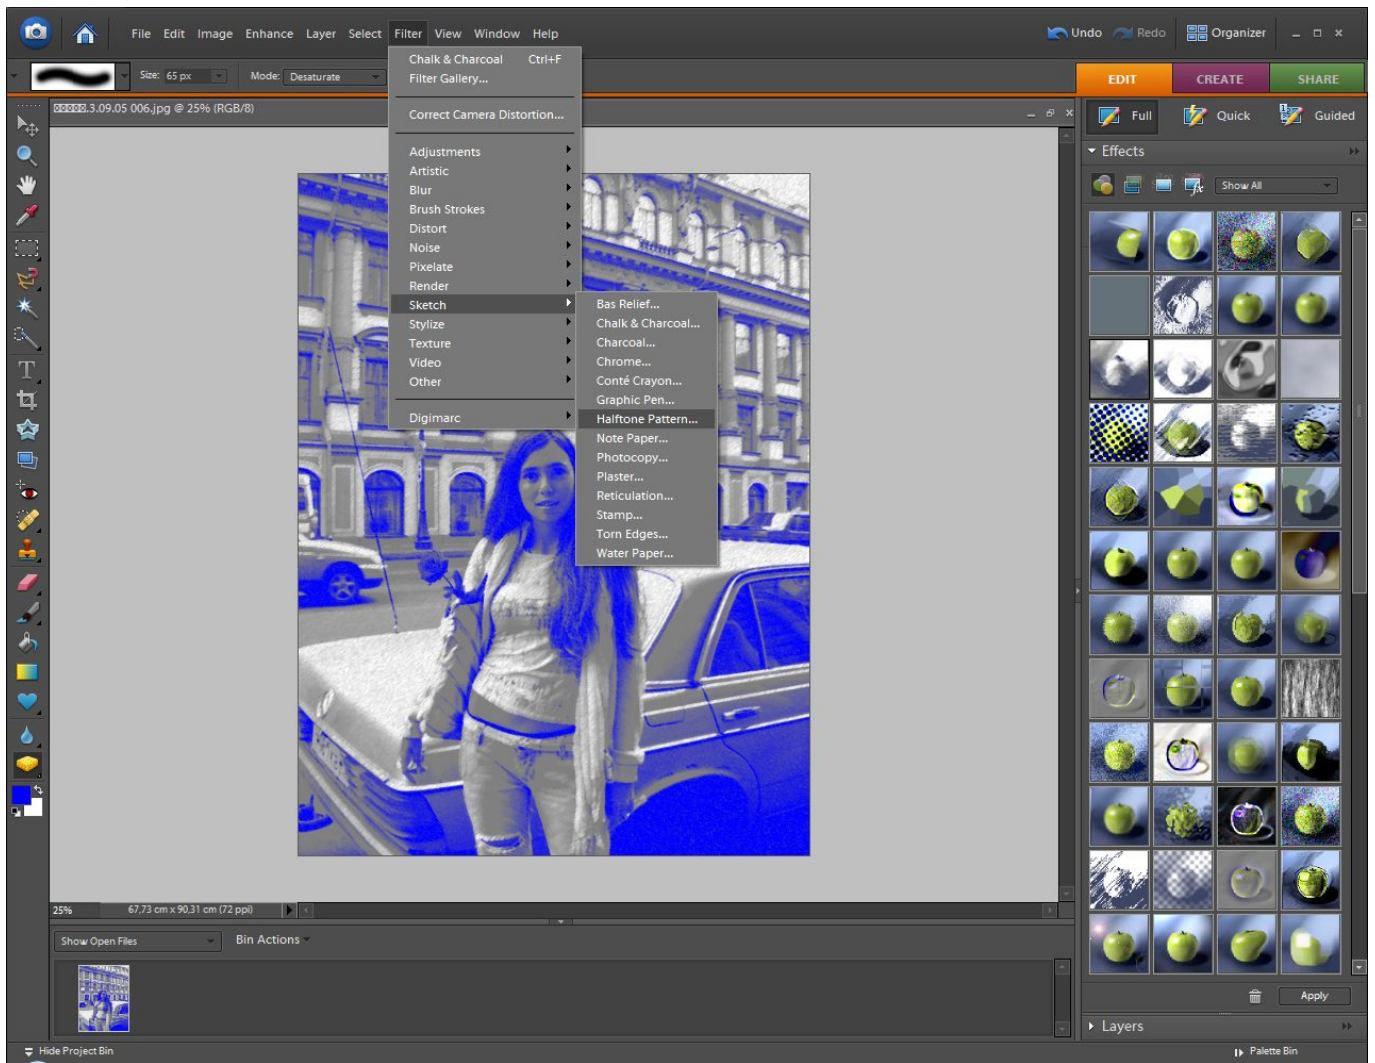 File Edit Image Enhance Layer Select Filter View Window Help
Undo Redo Organizer
Size: 65 px Mode: Desaturate
EDIT CREATE SHARE
.3.09.05 006.jpg @ 25% (RGB/8)
Full Quick Guided
Effects
Show All
Chalk & Charcoal Ctrl+F
Filter Gallery...
Correct Camera Distortion...
Adjustments
Artistic
Blur
Brush Strokes
Distort
Noise
Pixelate
Render
Sketch
Stylize
Texture
Video
Other
Digimarc
Bas Relief...
Chalk & Charcoal...
Charcoal...
Chrome...
Conté Crayon...
Graphic Pen...
Halftone Pattern...
Note Paper...
Photocopy...
Plaster...
Reticulation...
Stamp...
Torn Edges...
Water Paper...
25% 67,73 cm x 90,31 cm (72 ppi)
Show Open Files Bin Actions
Apply
Layers
Hide Project Bin
Palette Bin